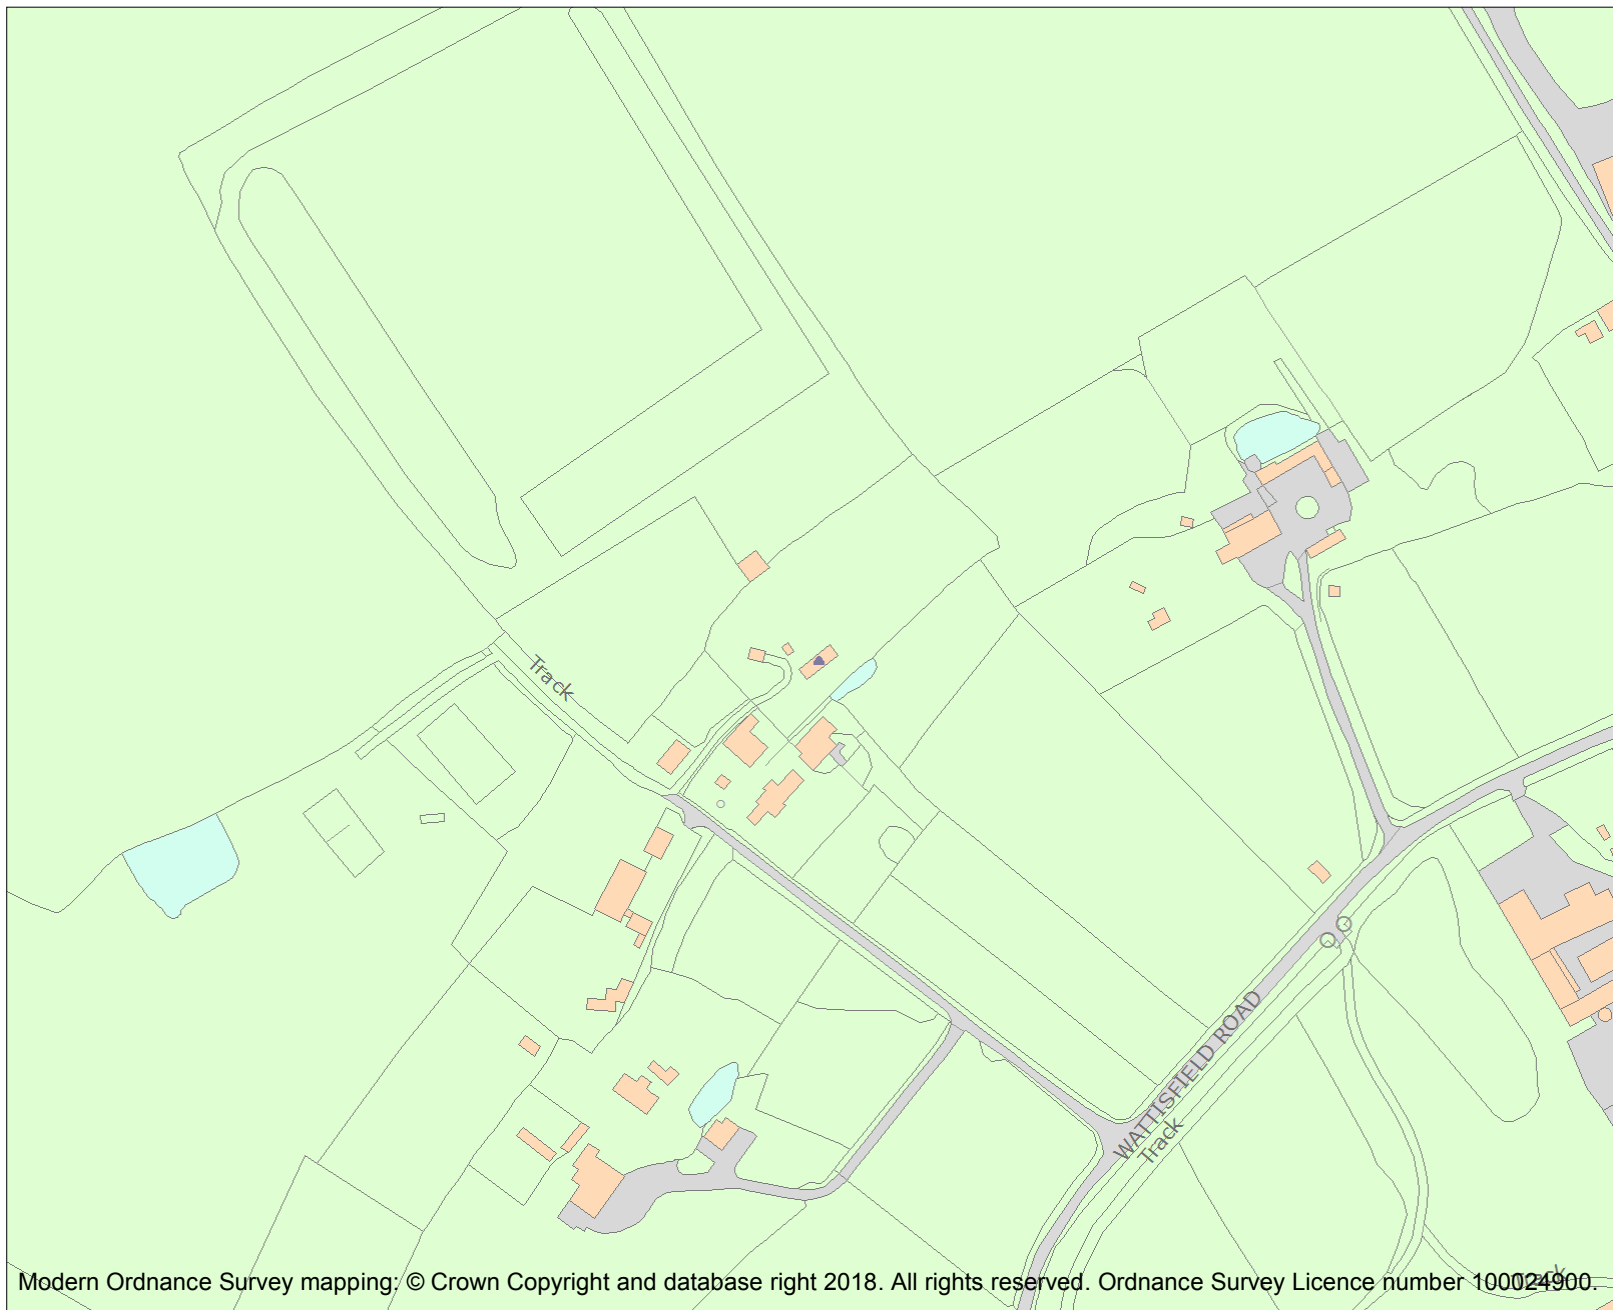 Track
WATTISFIELD ROAD
Track
Track
Modern Ordnance Survey mapping: © Crown Copyright and database right 2018. All rights reserved. Ordnance Survey Licence number 100024900.